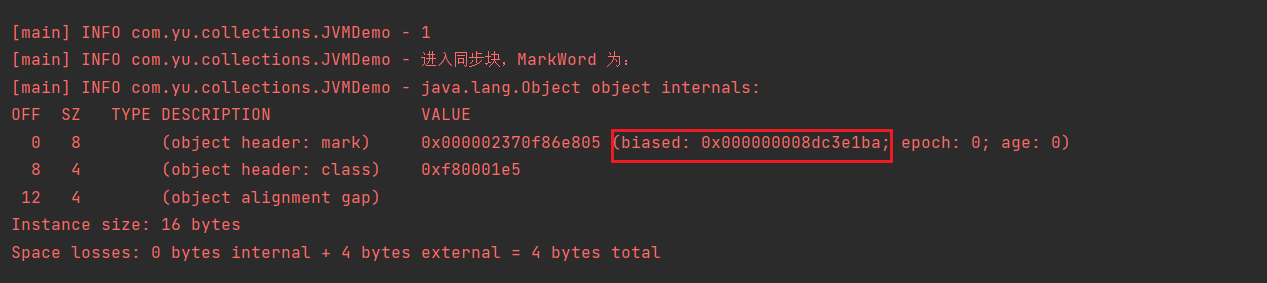 [main] INFO com.yu.collections.JVMDemo - 1
[main] INFO com.yu.collections.JVMDemo - 进入同步块，MarkWord 为：
[main] INFO com.yu.collections.JVMDemo - java.lang.Object object internals:
OFF  SZ   TYPE DESCRIPTION               VALUE
  0   8        (object header: mark)     0x000002370f86e805 (biased: 0x000000008dc3e1ba; epoch: 0; age: 0)
  8   4        (object header: class)    0xf80001e5
 12   4        (object alignment gap)
Instance size: 16 bytes
Space losses: 0 bytes internal + 4 bytes external = 4 bytes total